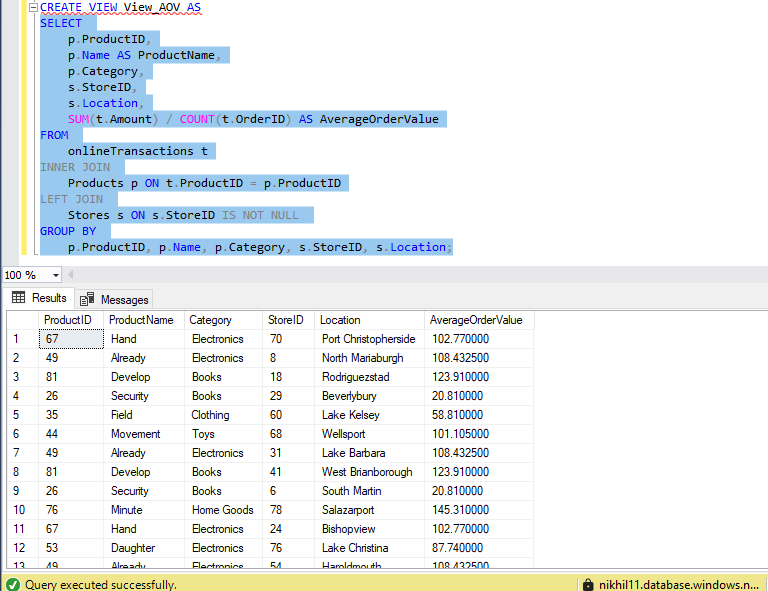 CREATE VIEW View_AOV AS
SELECT
p.ProductID,
p.Name AS ProductName,
p.Category,
s.StoreID,
s.Location,
SUM(t.Amount) / COUNT(t.OrderID) AS AverageOrderValue
FROM
onlineTransactions t
INNER JOIN
Products p ON t.ProductID = p.ProductID
LEFT JOIN
Stores s ON s.StoreID IS NOT NULL
GROUP BY
p.ProductID, p.Name, p.Category, s.StoreID, s.Location;
100 %
Results Messages
ProductID ProductName Category StoreID Location AverageOrderValue
1 67 Hand Electronics 70 Port Christopherside 102.770000
2 49 Already Electronics 8 North Mariaburgh 108.432500
3 81 Develop Books 18 Rodriguezstad 123.910000
4 26 Security Books 29 Beverlybury 20.810000
5 35 Field Clothing 60 Lake Kelsey 58.810000
6 44 Movement Toys 68 Wellsport 101.105000
7 49 Already Electronics 31 Lake Barbara 108.432500
8 81 Develop Books 41 West Brianborough 123.910000
9 26 Security Books 6 South Martin 20.810000
10 76 Minute Home Goods 78 Salazarport 145.310000
11 67 Hand Electronics 24 Bishopview 102.770000
12 53 Daughter Electronics 76 Lake Christina 87.740000
13 49 Already Electronics 54 Haroldmouth 108.432500
Query executed successfully. nikhil11.database.windows.n...